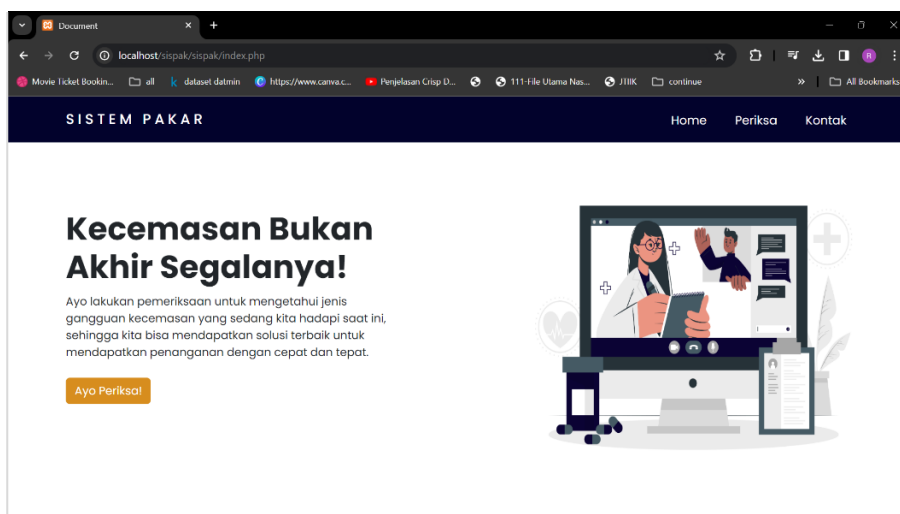 Document
localhost/sispak/sispak/index.php
R
Movie Ticket Bookin... all dataset datmin https://www.canva.c... Penjelasan Crisp D... 111-File Utama Nas... JTIIK continue » All Bookmarks
SISTEM PAKAR Home Periksa Kontak
Kecemasan Bukan
Akhir Segalanya!
Ayo lakukan pemeriksaan untuk mengetahui jenis
gangguan kecemasan yang sedang kita hadapi saat ini,
sehingga kita bisa mendapatkan solusi terbaik untuk
mendapatkan penanganan dengan cepat dan tepat.
Ayo Periksa!